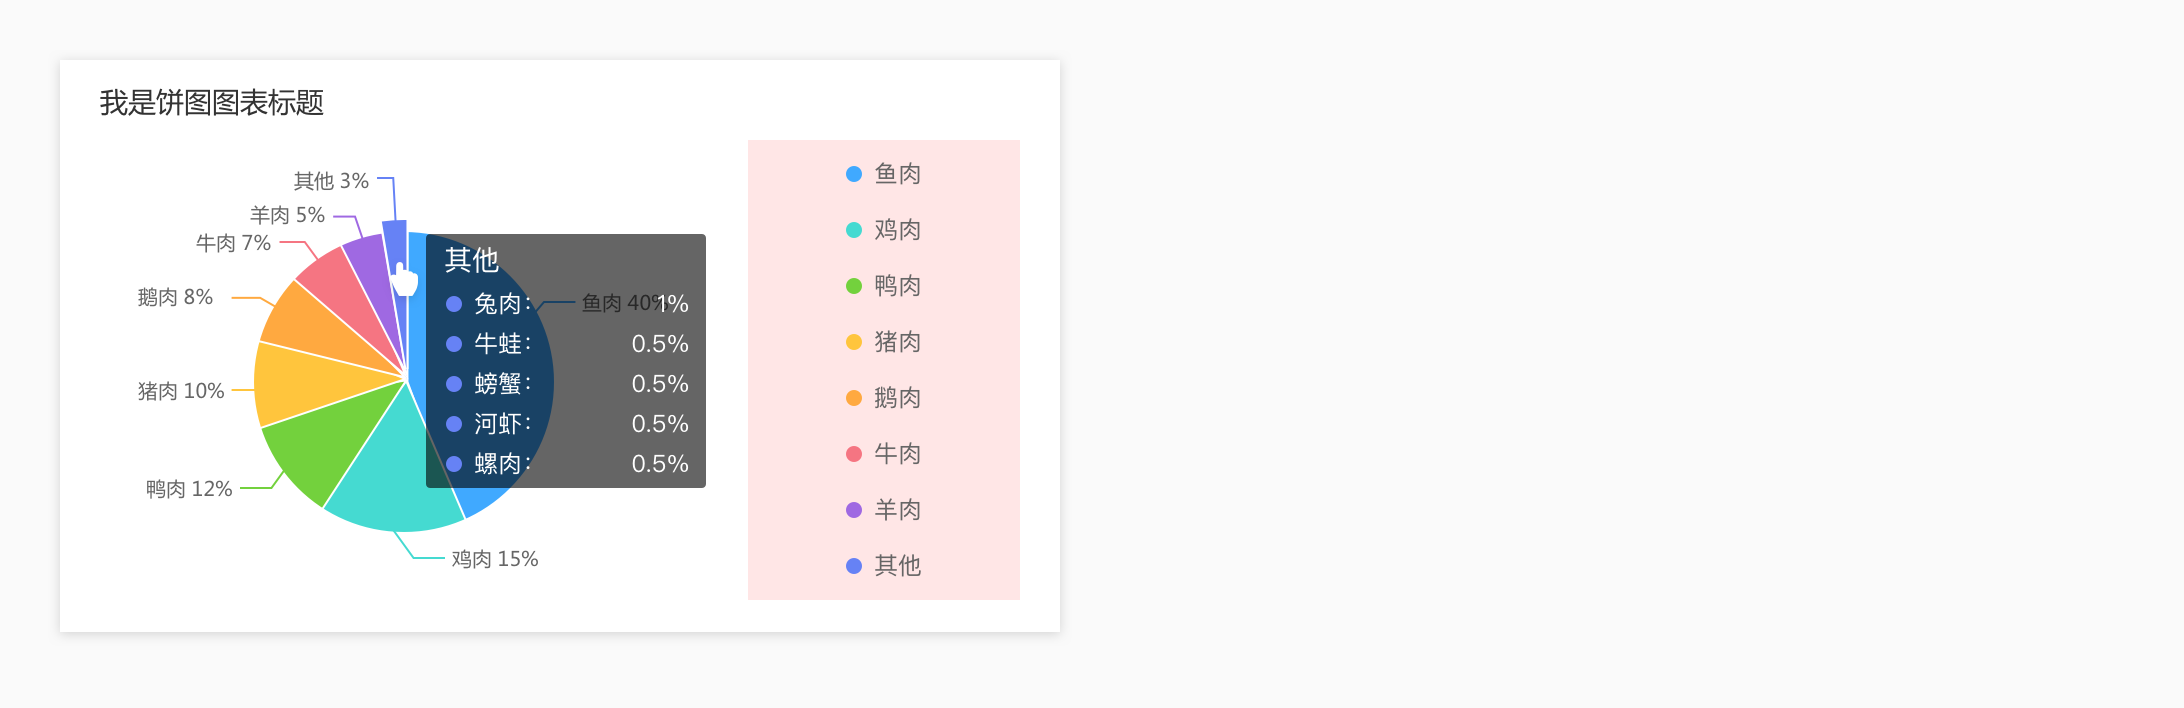 我是饼图图表标题
其他 3%
羊肉 5%
牛肉 7%
鹅肉 8%
猪肉 10%
鸭肉 12%
鸡肉 15%
鱼肉 40%
其他
兔肉： 1%
牛蛙： 0.5%
螃蟹： 0.5%
河虾： 0.5%
螺肉： 0.5%
鱼肉
鸡肉
鸭肉
猪肉
鹅肉
牛肉
羊肉
其他